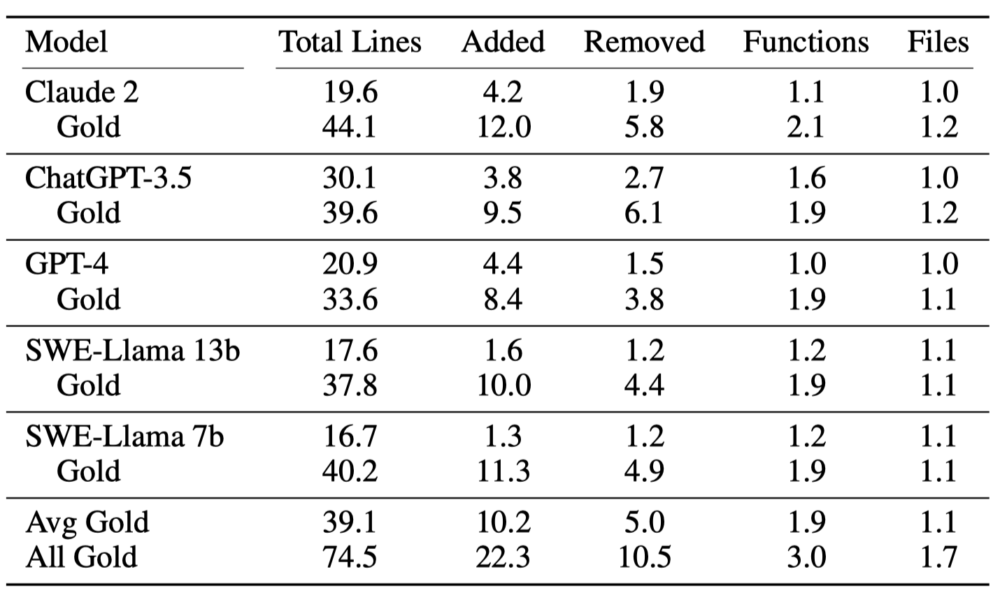 Model Total Lines Added Removed Functions Files
Claude 2 19.6 4.2 1.9 1.1 1.0
Gold 44.1 12.0 5.8 2.1 1.2
ChatGPT-3.5 30.1 3.8 2.7 1.6 1.0
Gold 39.6 9.5 6.1 1.9 1.2
GPT-4 20.9 4.4 1.5 1.0 1.0
Gold 33.6 8.4 3.8 1.9 1.1
SWE-Llama 13b 17.6 1.6 1.2 1.2 1.1
Gold 37.8 10.0 4.4 1.9 1.1
SWE-Llama 7b 16.7 1.3 1.2 1.2 1.1
Gold 40.2 11.3 4.9 1.9 1.1
Avg Gold 39.1 10.2 5.0 1.9 1.1
All Gold 74.5 22.3 10.5 3.0 1.7